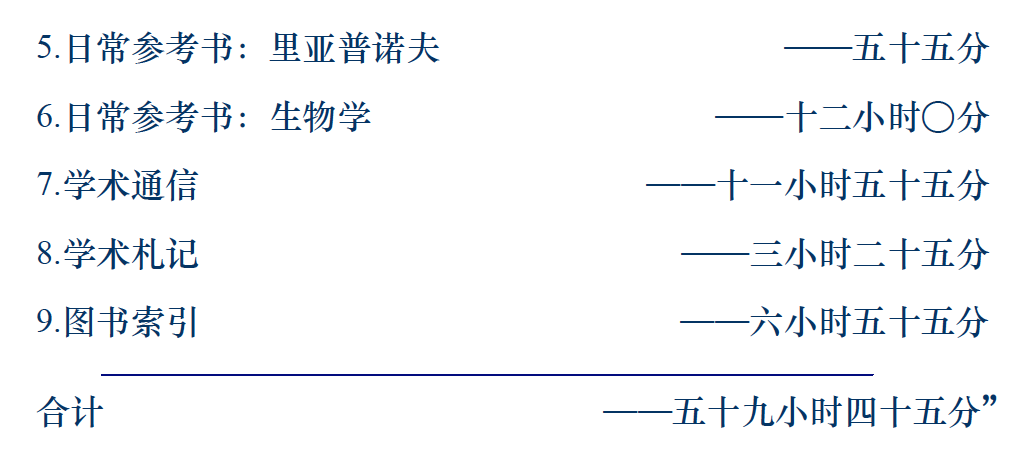 5.日常参考书：里亚普诺夫 ——五十五分
6.日常参考书：生物学 ——十二小时〇分
7.学术通信 ——十一小时五十五分
8.学术札记 ——三小时二十五分
9.图书索引 ——六小时五十五分
合计 ——五十九小时四十五分”